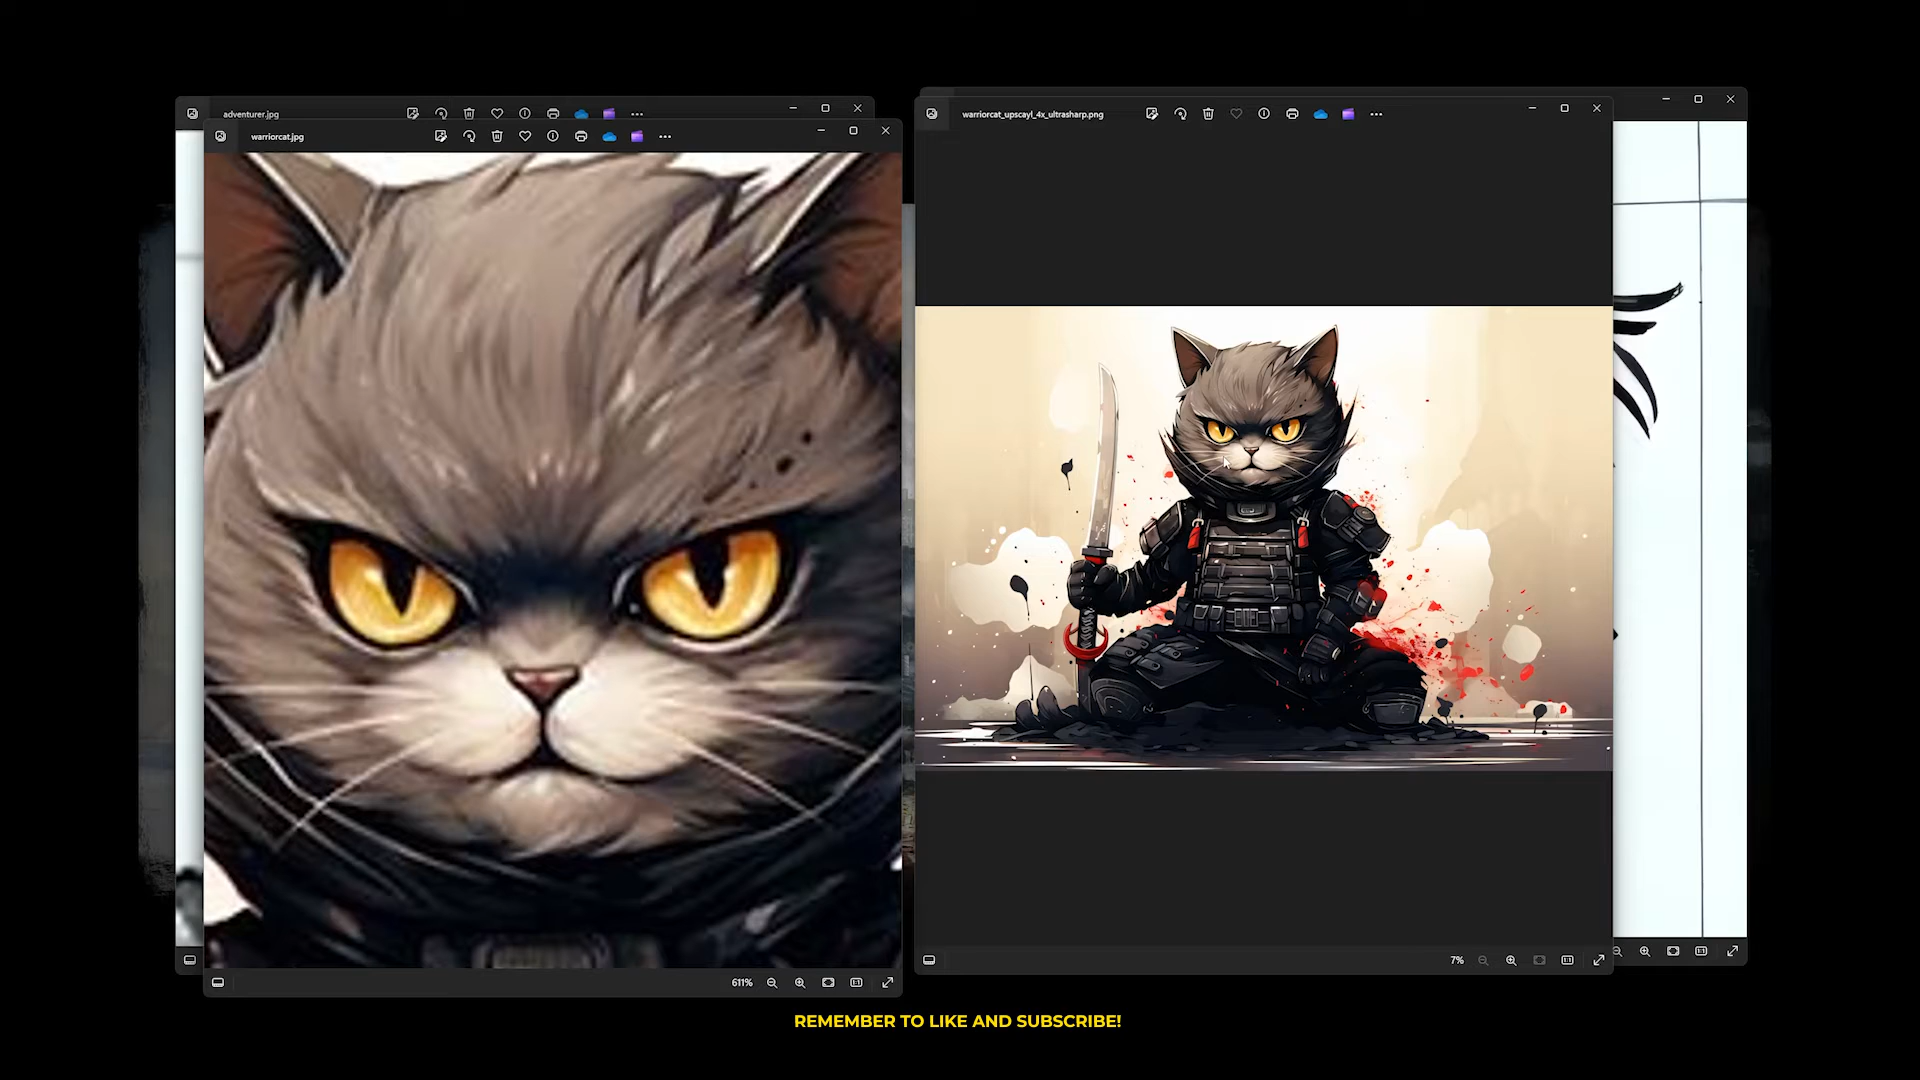 adventurer.jpg
warriorcat.jpg
warriorcat_upscayl_4x_ultrasharp.png
7%
611%
REMEMBER TO LIKE AND SUBSCRIBE!